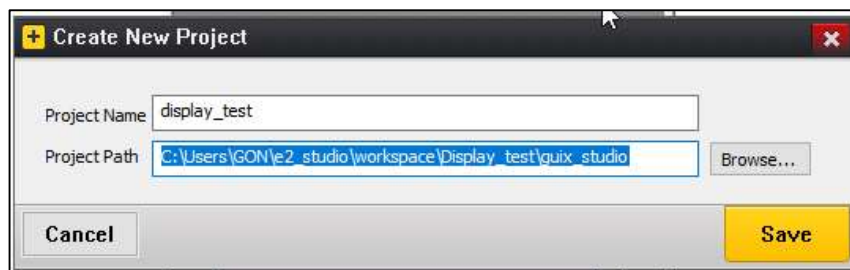 Create New Project
Project Name display_test
Project Path C:\Users\GON\e2_studio\workspace\Display_test\guix_studio Browse...
Cancel Save